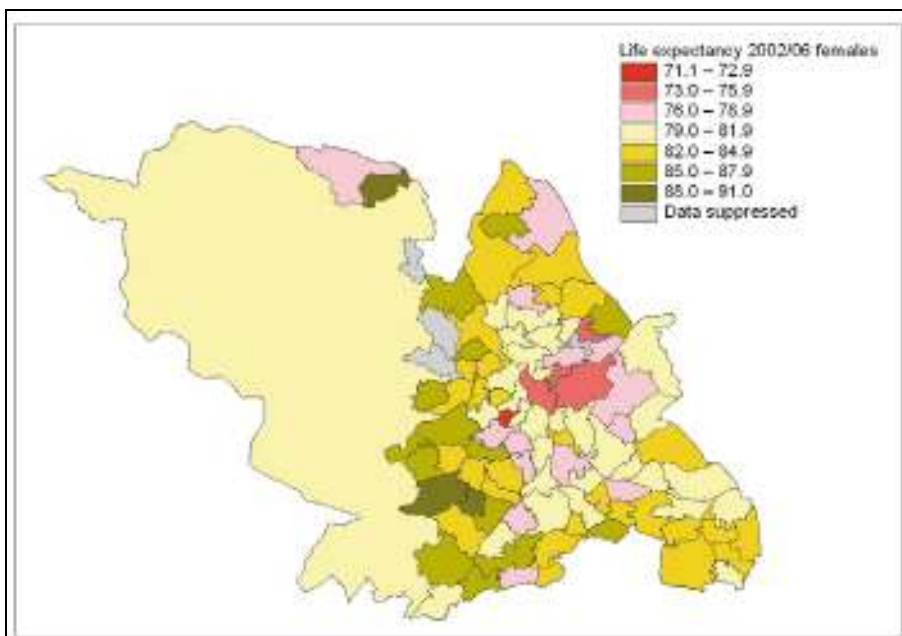 Life expectancy 2002/06 females
71.1 – 72.9
73.0 – 75.9
76.0 – 78.9
79.0 – 81.9
82.0 – 84.9
85.0 – 87.9
88.0 – 91.0
Data suppressed